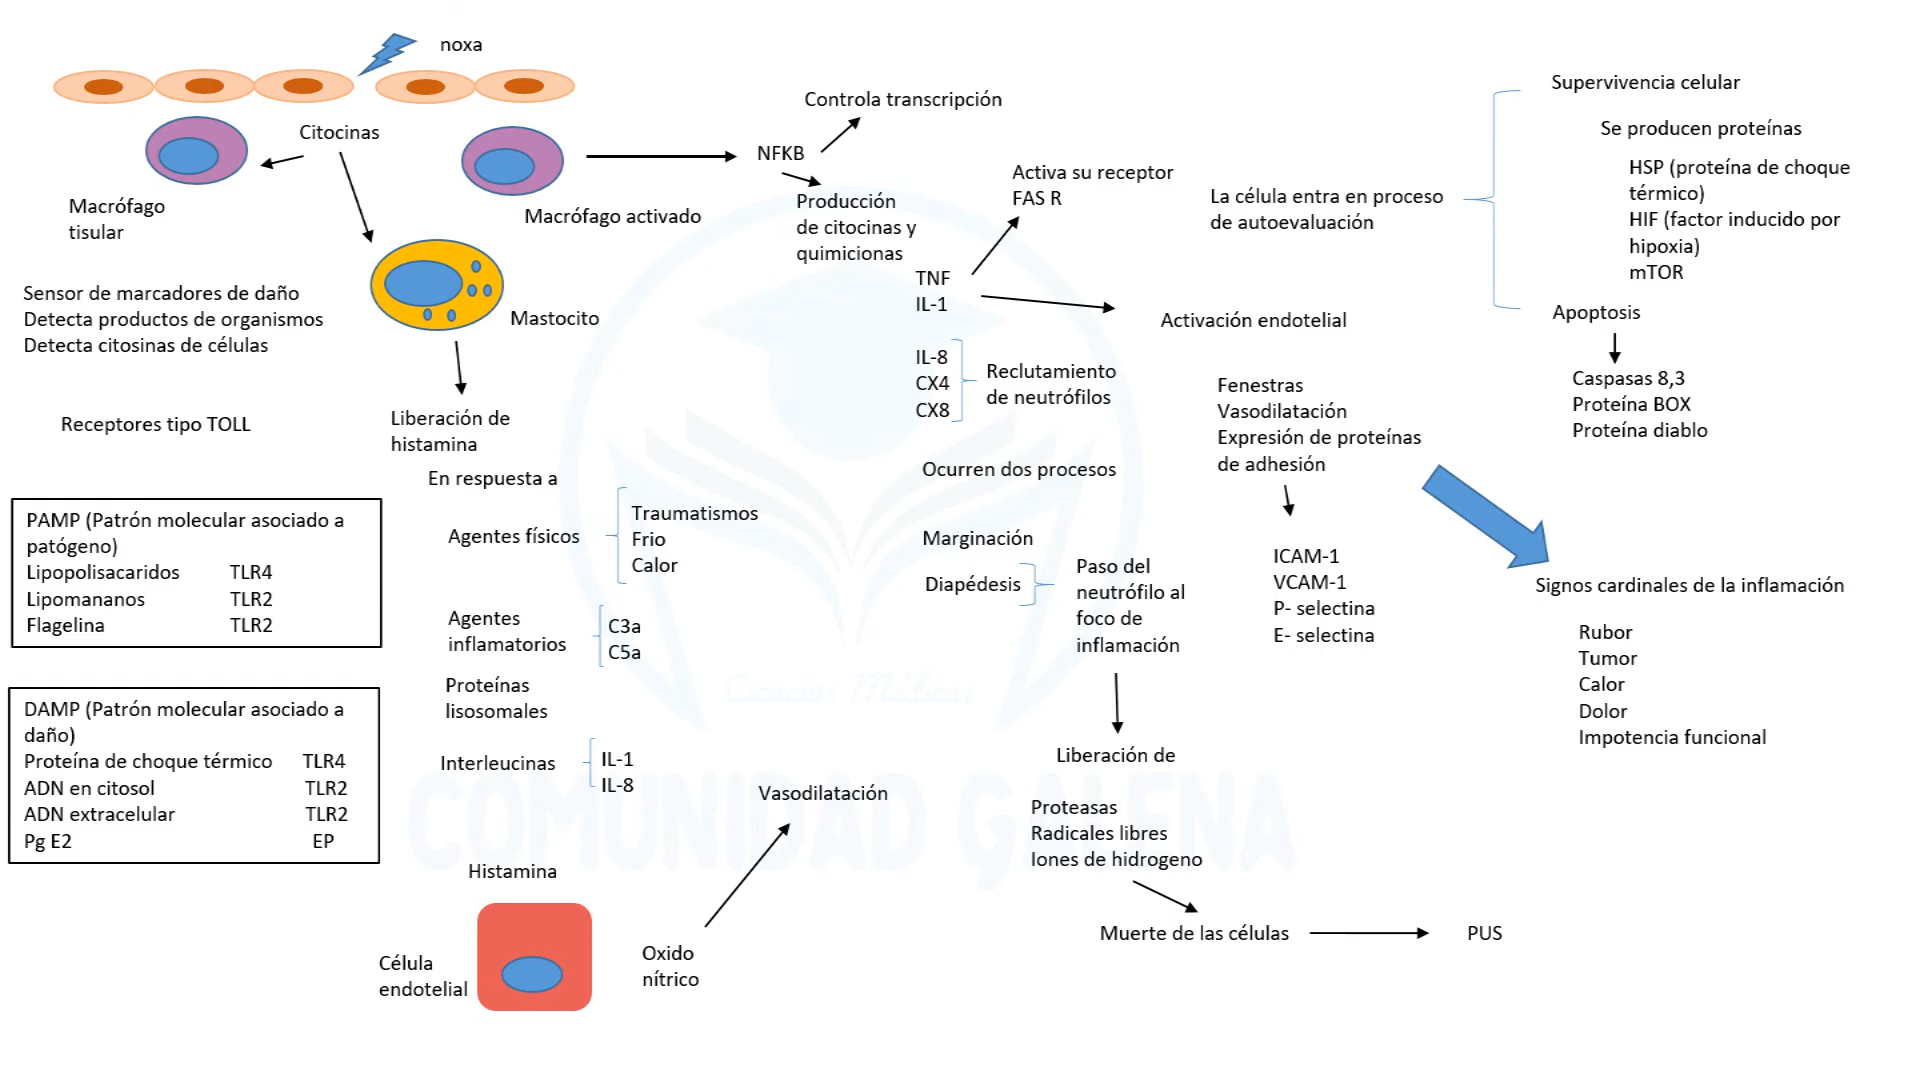 noxa
Citocinas
Macrófago
tisular
Macrófago activado
Sensor de marcadores de daño
Detecta productos de organismos
Detecta citosinas de células
Mastocito
Receptores tipo TOLL
Liberación de
histamina
En respuesta a
Agentes físicos
Traumatismos
Frio
Calor
Agentes
inflamatorios
C3a
C5a
Proteínas
lisosomales
Interleucinas
IL-1
IL-8
PAMP (Patrón molecular asociado a
patógeno)
Lipopolisacaridos TLR4
Lipomananos TLR2
Flagelina TLR2
DAMP (Patrón molecular asociado a
daño)
Proteína de choque térmico TLR4
ADN en citosol TLR2
ADN extracelular TLR2
Pg E2 EP
Histamina
Célula
endotelial
Oxido
nítrico
Vasodilatación
NFKB
Controla transcripción
Producción
de citocinas y
quimicionas
TNF
IL-1
Activa su receptor
FAS R
IL-8
CX4
CX8
Reclutamiento
de neutrófilos
Ocurren dos procesos
Marginación
Diapédesis
Paso del
neutrófilo al
foco de
inflamación
Liberación de
Proteasas
Radicales libres
Iones de hidrogeno
Muerte de las células
PUS
La célula entra en proceso
de autoevaluación
Activación endotelial
Fenestras
Vasodilatación
Expresión de proteínas
de adhesión
ICAM-1
VCAM-1
P- selectina
E- selectina
Supervivencia celular
Se producen proteínas
HSP (proteína de choque
térmico)
HIF (factor inducido por
hipoxia)
mTOR
Apoptosis
Caspasas 8,3
Proteína BOX
Proteína diablo
Signos cardinales de la inflamación
Rubor
Tumor
Calor
Dolor
Impotencia funcional
Ciencias Médicas
COMUNIDAD GALENA